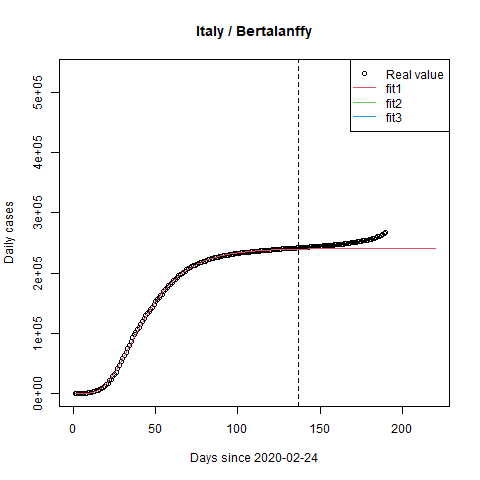 Italy / Bertalanffy
Real value
fit1
fit2
fit3
Daily cases
5e+05
4e+05
3e+05
2e+05
1e+05
0e+00
0 50 100 150 200
Days since 2020-02-24